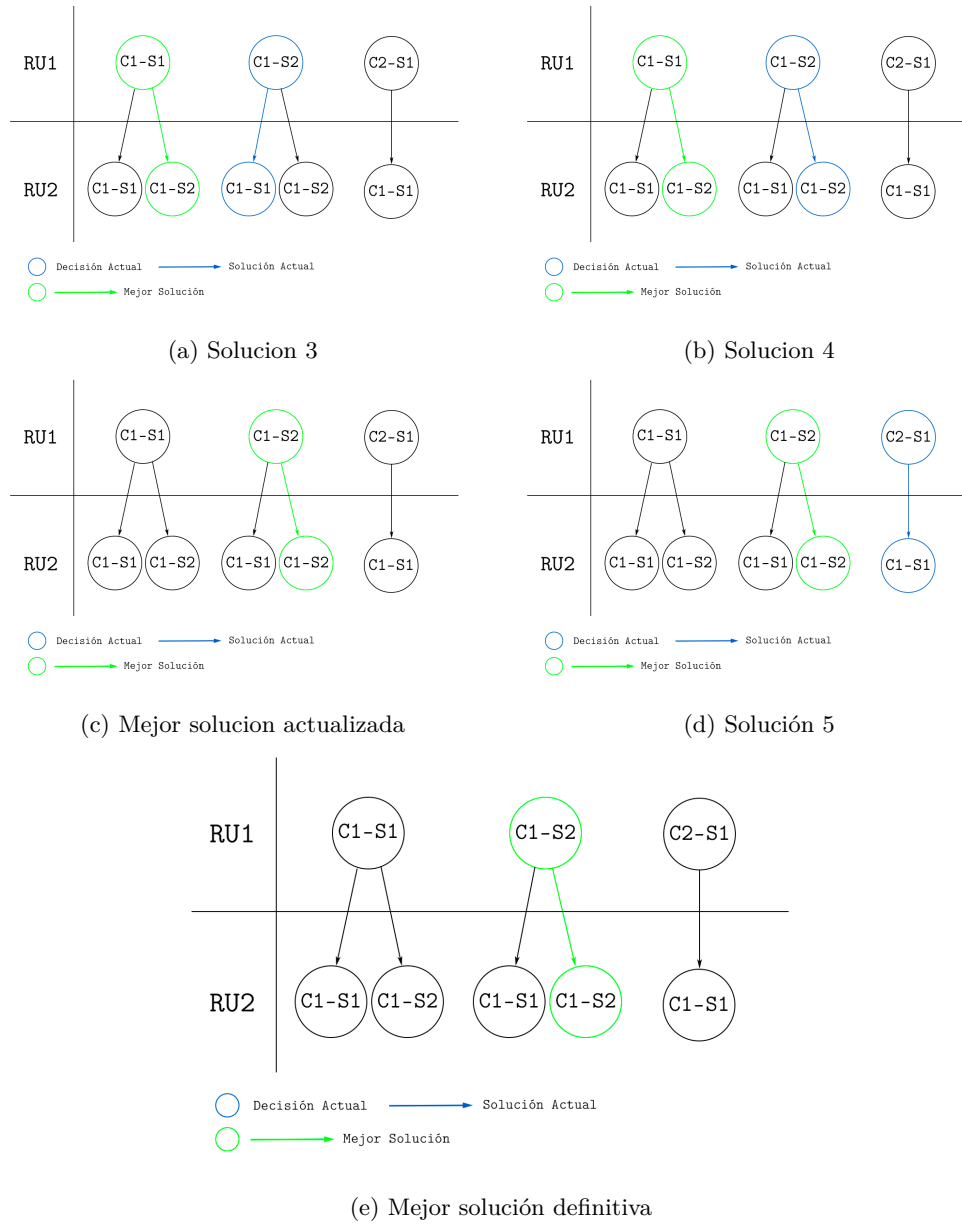 RU1 C1-S1 C1-S2 C2-S1
RU2 C1-S1 C1-S2 C1-S1 C1-S2 C1-S1
Decisión Actual Solución Actual
Mejor Solución
(a) Solucion 3
RU1 C1-S1 C1-S2 C2-S1
RU2 C1-S1 C1-S2 C1-S1 C1-S2 C1-S1
Decisión Actual Solución Actual
Mejor Solución
(b) Solucion 4
RU1 C1-S1 C1-S2 C2-S1
RU2 C1-S1 C1-S2 C1-S1 C1-S2 C1-S1
Decisión Actual Solución Actual
Mejor Solución
(c) Mejor solucion actualizada
RU1 C1-S1 C1-S2 C2-S1
RU2 C1-S1 C1-S2 C1-S1 C1-S2 C1-S1
Decisión Actual Solución Actual
Mejor Solución
(d) Solución 5
RU1 C1-S1 C1-S2 C2-S1
RU2 C1-S1 C1-S2 C1-S1 C1-S2 C1-S1
Decisión Actual Solución Actual
Mejor Solución
(e) Mejor solución definitiva